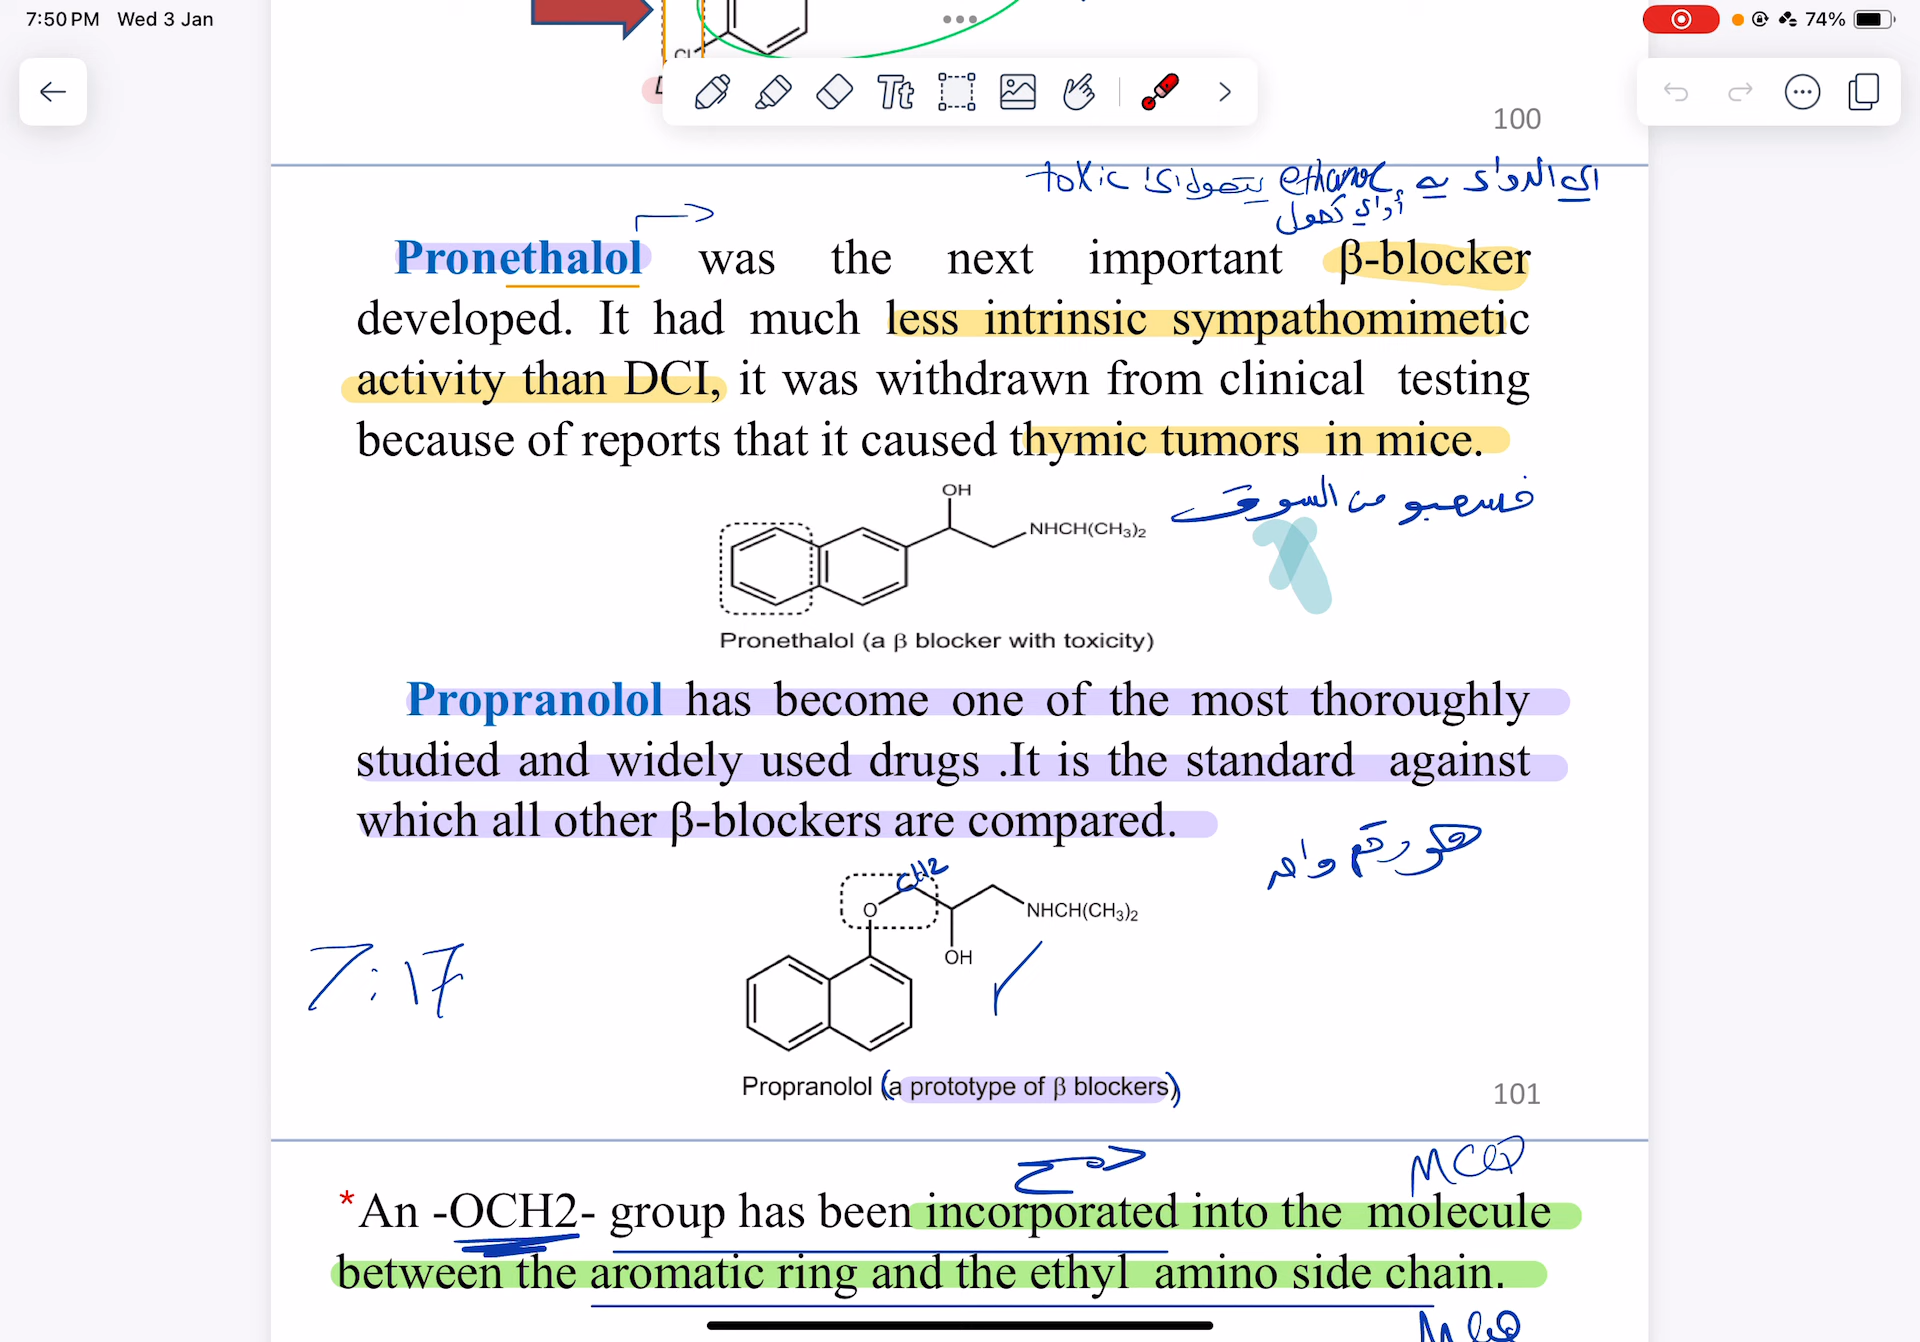 7:50 PM Wed 3 Jan
74%
Cl
Tt
100
toxic ethanol
أو اي كحول
Pronethalol was the next important β-blocker
developed. It had much less intrinsic sympathomimetic
activity than DCI, it was withdrawn from clinical testing
because of reports that it caused thymic tumors in mice.
فسحبو من السوق
OH
NHCH(CH3)2
Pronethalol (a β blocker with toxicity)
Propranolol has become one of the most thoroughly
studied and widely used drugs .It is the standard against
which all other β-blockers are compared.
هو رقم واحد
CH2
O
NHCH(CH3)2
OH
7:17
Propranolol (a prototype of β blockers)
101
MCQ
*An -OCH2- group has been incorporated into the molecule
between the aromatic ring and the ethyl amino side chain.
MCQ